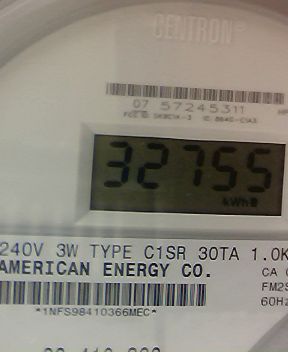 CENTRON®
07 57245311
32755
kWh
240V 3W TYPE C1SR 30TA 1.0K
AMERICAN ENERGY CO.
CA
FM2S
60Hz
*1NFS98410366MEC*